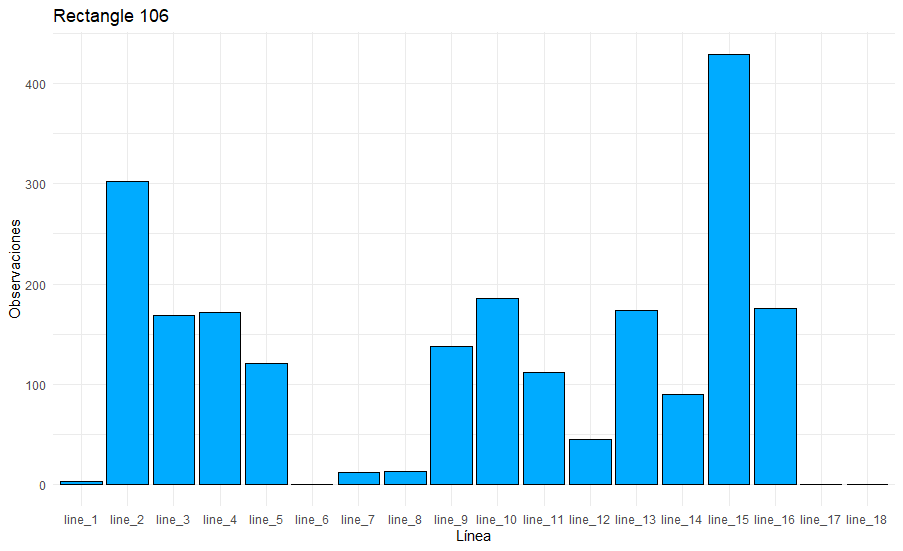 Rectangle 106
Observaciones
400
300
200
100
0
line_1 line_2 line_3 line_4 line_5 line_6 line_7 line_8 line_9 line_10 line_11 line_12 line_13 line_14 line_15 line_16 line_17 line_18
Línea